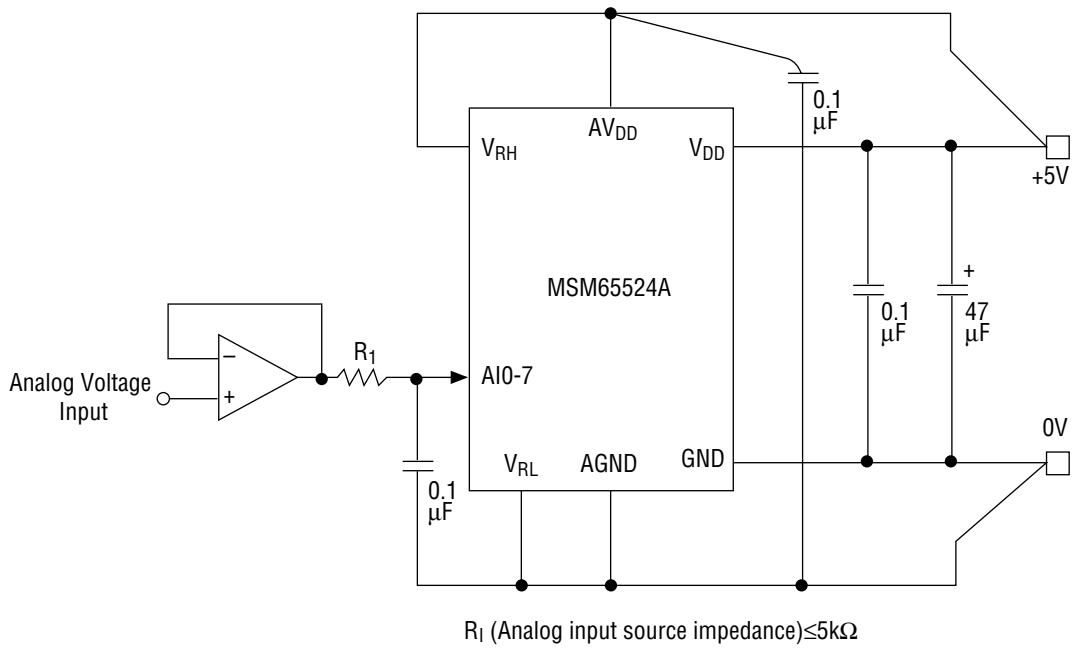 0.1
μF
AV_DD
V_RH
V_DD
+5V
MSM65524A
+
0.1
μF
47
μF
R_1
−
+
Analog Voltage
Input
AI0-7
0V
V_RL
AGND
GND
0.1
μF
R_I (Analog input source impedance)≤5kΩ